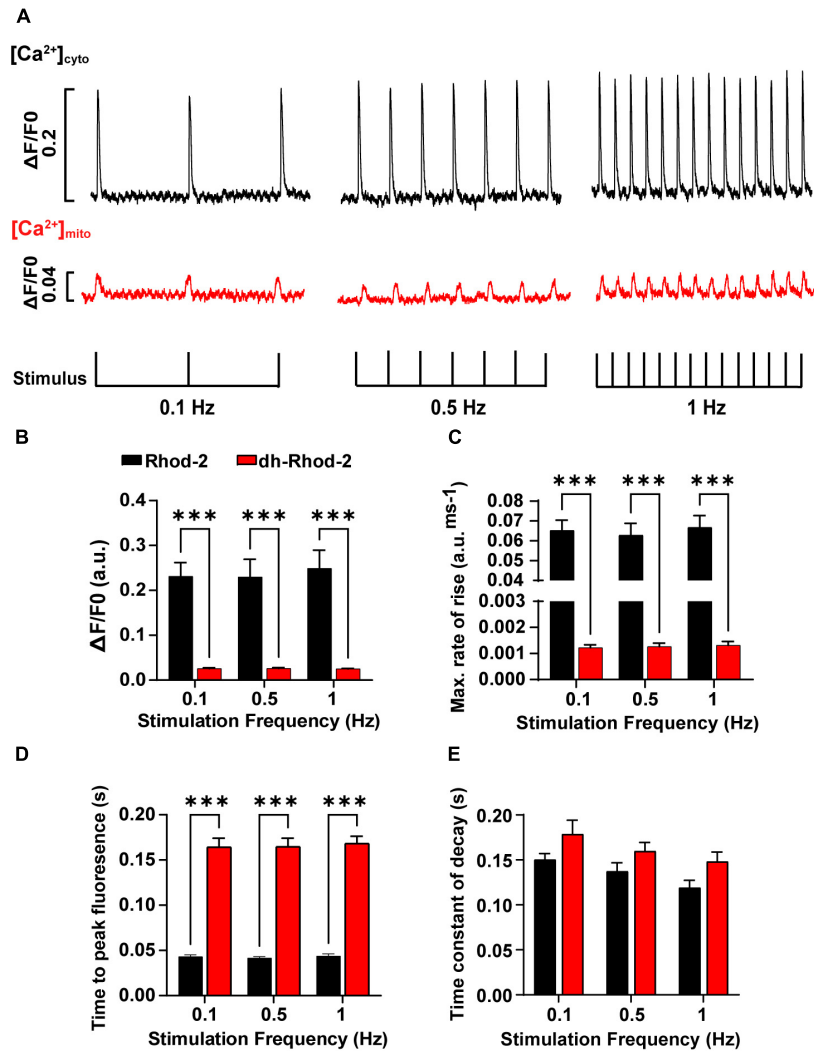 A
[Ca2+]cyto
ΔF/F0
0.2
[Ca2+]mito
ΔF/F0
0.04
Stimulus
0.1 Hz
0.5 Hz
1 Hz
B
Rhod-2
dh-Rhod-2
0.4
0.3
0.2
0.1
0.0
ΔF/F0 (a.u.)
*** *** ***
0.1 0.5 1
Stimulation Frequency (Hz)
C
0.08
0.07
0.06
0.05
0.04
0.003
0.002
0.001
0.000
Max. rate of rise (a.u. ms-1)
*** *** ***
0.1 0.5 1
Stimulation Frequency (Hz)
D
0.20
0.15
0.10
0.05
0.00
Time to peak fluoresence (s)
*** *** ***
0.1 0.5 1
Stimulation Frequency (Hz)
E
0.20
0.15
0.10
0.05
0.00
Time constant of decay (s)
0.1 0.5 1
Stimulation Frequency (Hz)